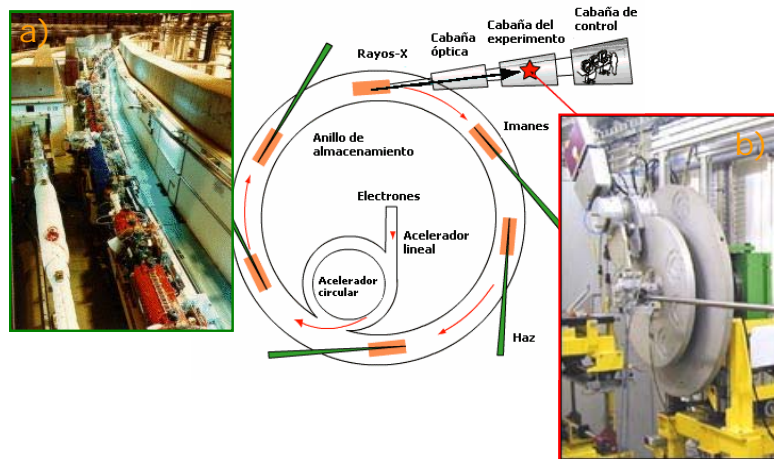 a)
Rayos-X
Cabaña
óptica
Cabaña del
experimento
Cabaña de
control
Anillo de
almacenamiento
Imanes
b)
Electrones
Acelerador
lineal
Acelerador
circular
Haz